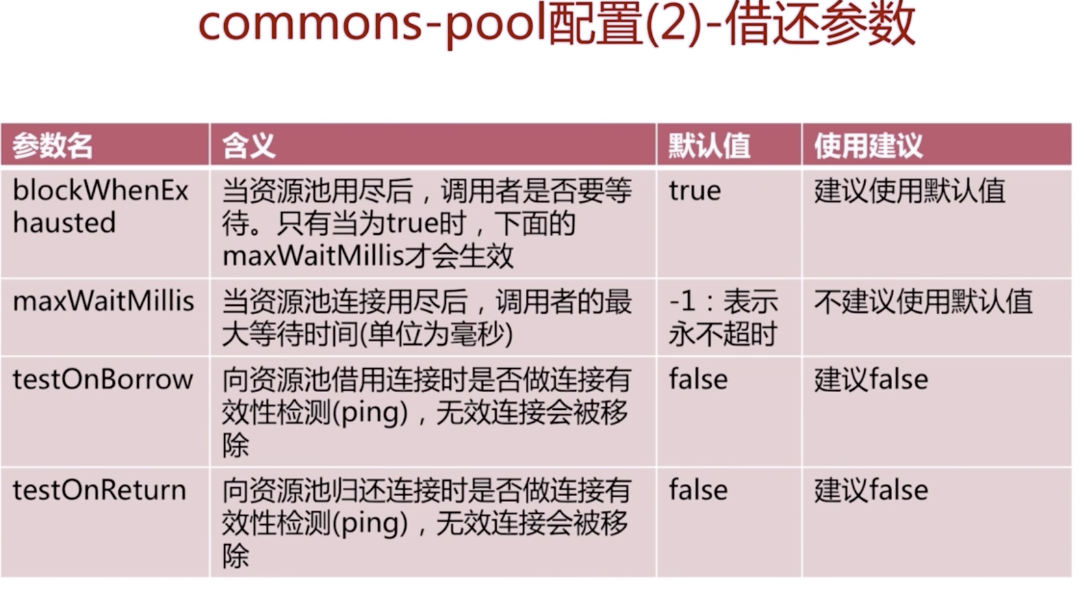 commons-pool配置(2)-借还参数
参数名 含义 默认值 使用建议
blockWhenEx
hausted
当资源池用尽后，调用者是否要等
待。只有当为true时，下面的
maxWaitMillis才会生效
true
建议使用默认值
maxWaitMillis
当资源池连接用尽后，调用者的最
大等待时间(单位为毫秒)
-1：表示
永不超时
不建议使用默认值
testOnBorrow
向资源池借用连接时是否做连接有
效性检测(ping)，无效连接会被移
除
false
建议false
testOnReturn
向资源池归还连接时是否做连接有
效性检测(ping)，无效连接会被移
除
false
建议false